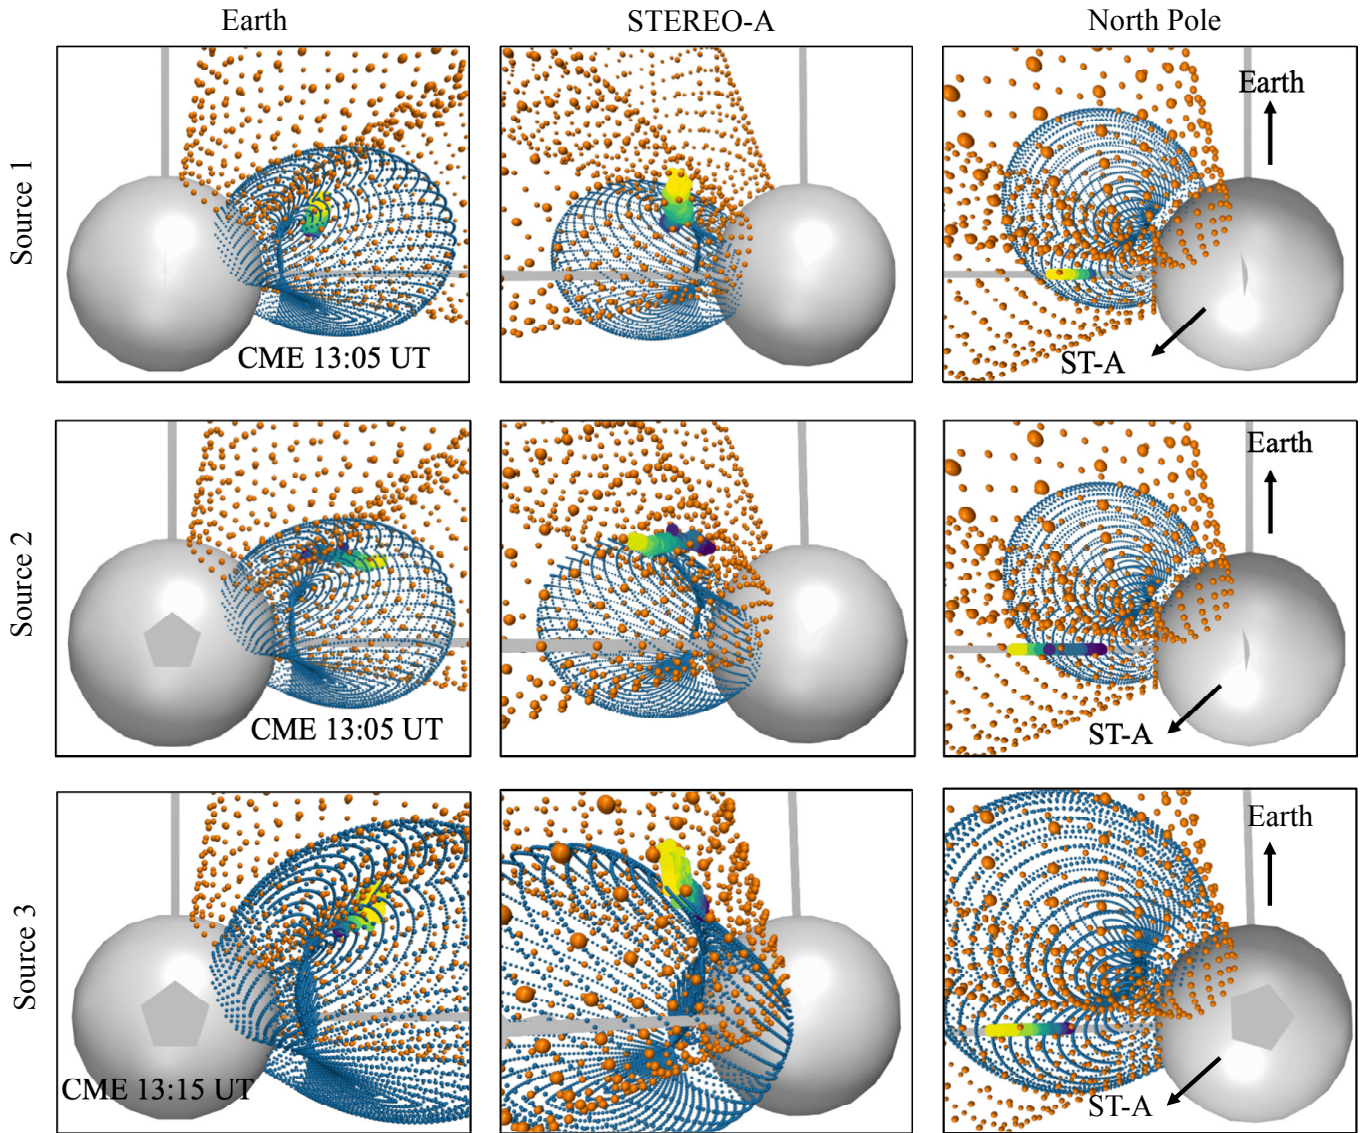 Earth
STEREO-A
North Pole
Source 1
CME 13:05 UT
Earth
ST-A
Source 2
CME 13:05 UT
Earth
ST-A
Source 3
CME 13:15 UT
Earth
ST-A